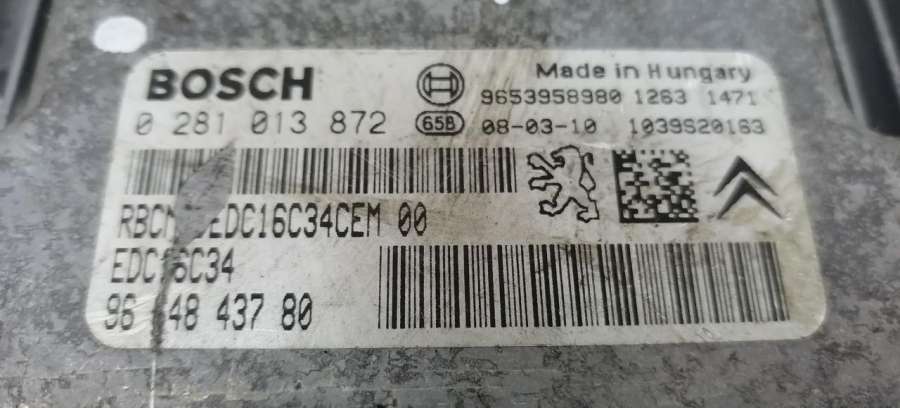 BOSCH
Made in Hungary
9653958980 1263 1471
0 281 013 872
65B 08-03-10 1039S20163
EDC16C34CEM 00
48 437 80